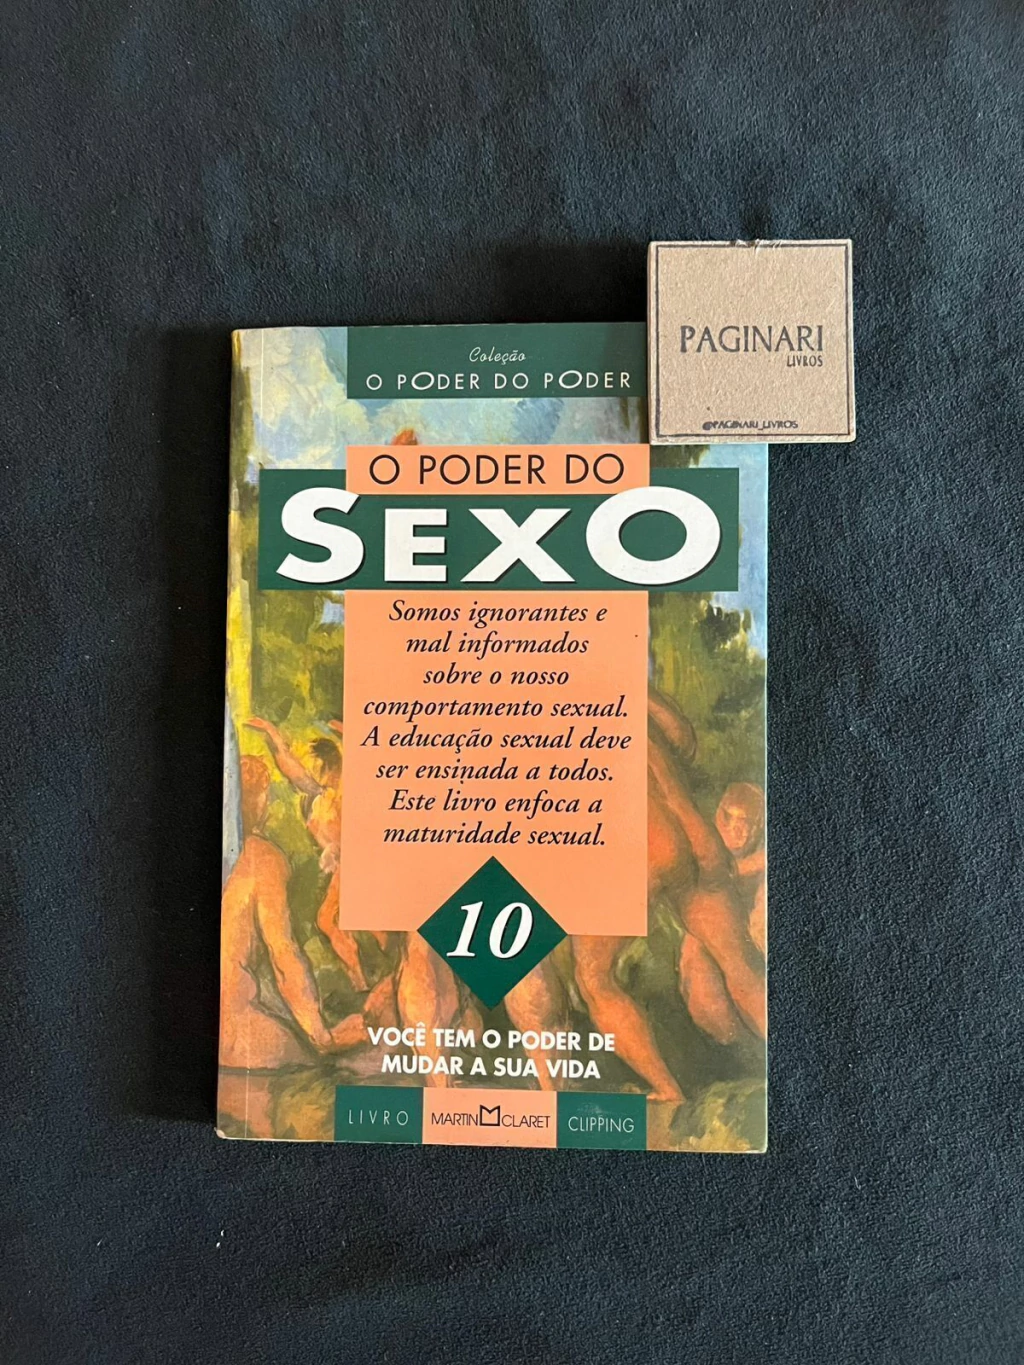 Coleção
O PODER DO PODER
PAGINARI
LIVROS
@PAGINARI_LIVROS
O PODER DO
SEXO
Somos ignorantes e
mal informados
sobre o nosso
comportamento sexual.
A educação sexual deve
ser ensinada a todos.
Este livro enfoca a
maturidade sexual.
10
VOCÊ TEM O PODER DE
MUDAR A SUA VIDA
LIVRO
MARTIN CLARET
CLIPPING